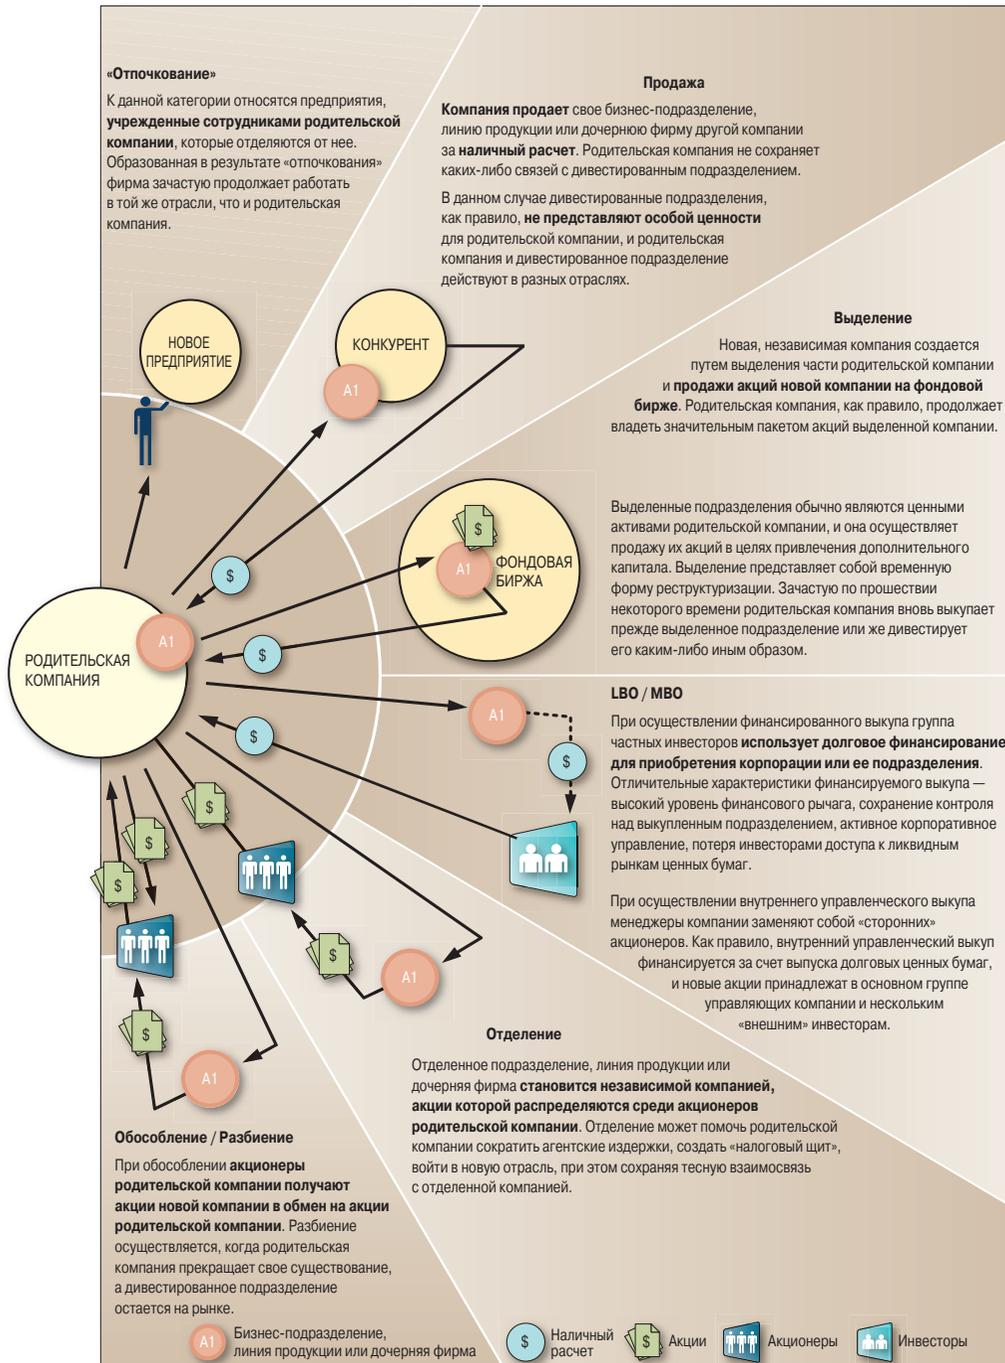 «Отпочкование»
К данной категории относятся предприятия,
учрежденные сотрудниками родительской
компании, которые отделяются от нее.
Образованная в результате «отпочкования»
фирма зачастую продолжает работать
в той же отрасли, что и родительская
компания.
Продажа
Компания продает свое бизнес-подразделение,
линию продукции или дочернюю фирму другой компании
за наличный расчет. Родительская компания не сохраняет
каких-либо связей с дивестированным подразделением.
В данном случае дивестированные подразделения,
как правило, не представляют особой ценности
для родительской компании, и родительская
компания и дивестированное подразделение
действуют в разных отраслях.
Выделение
Новая, независимая компания создается
путем выделения части родительской компании
и продажи акций новой компании на фондовой
бирже. Родительская компания, как правило, продолжает
владеть значительным пакетом акций выделенной компании.
Выделенные подразделения обычно являются ценными
активами родительской компании, и она осуществляет
продажу их акций в целях привлечения дополнительного
капитала. Выделение представляет собой временную
форму реструктуризации. Зачастую по прошествии
некоторого времени родительская компания вновь выкупает
прежде выделенное подразделение или же дивестирует
его каким-либо иным образом.
НОВОЕ
ПРЕДПРИЯТИЕ
КОНКУРЕНТ
А1
$
$
А1
ФОНДОВАЯ
БИРЖА
$
РОДИТЕЛЬСКАЯ
КОМПАНИЯ
А1
LBO / MBO
При осуществлении финансированного выкупа группа
частных инвесторов использует долговое финансирование
для приобретения корпорации или ее подразделения.
Отличительные характеристики финансируемого выкупа —
высокий уровень финансового рычага, сохранение контроля
над выкупленным подразделением, активное корпоративное
управление, потеря инвесторами доступа к ликвидным
рынкам ценных бумаг.
При осуществлении внутреннего управленческого выкупа
менеджеры компании заменяют собой «сторонних»
акционеров. Как правило, внутренний управленческий выкуп
финансируется за счет выпуска долговых ценных бумаг,
и новые акции принадлежат в основном группе
управляющих компании и нескольким
«внешним» инвесторам.
А1
$
$
$
$
$
$
А1
$
А1
Отделение
Отделенное подразделение, линия продукции или
дочерняя фирма становится независимой компанией,
акции которой распределяются среди акционеров
родительской компании. Отделение может помочь родительской
компании сократить агентские издержки, создать «налоговый щит»,
войти в новую отрасль, при этом сохраняя тесную взаимосвязь
с отделенной компанией.
Обособление / Разбиение
При обособлении акционеры
родительской компании получают
акции новой компании в обмен на акции
родительской компании. Разбиение
осуществляется, когда родительская
компания прекращает свое существование,
а дивестированное подразделение
остается на рынке.
А1 Бизнес-подразделение,
линия продукции или дочерняя фирма
$ Наличный
расчет
$ Акции
Акционеры
Инвесторы